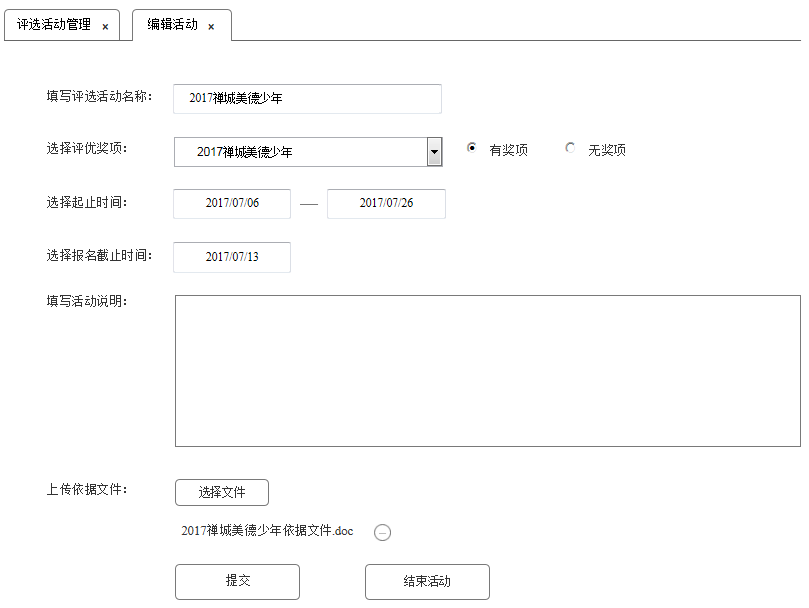 评选活动管理 × 编辑活动 ×
填写评选活动名称： 2017禅城美德少年
选择评优奖项： 2017禅城美德少年 有奖项 无奖项
选择起止时间： 2017/07/06 — 2017/07/26
选择报名截止时间： 2017/07/13
填写活动说明：
上传依据文件： 选择文件
2017禅城美德少年依据文件.doc
提交 结束活动